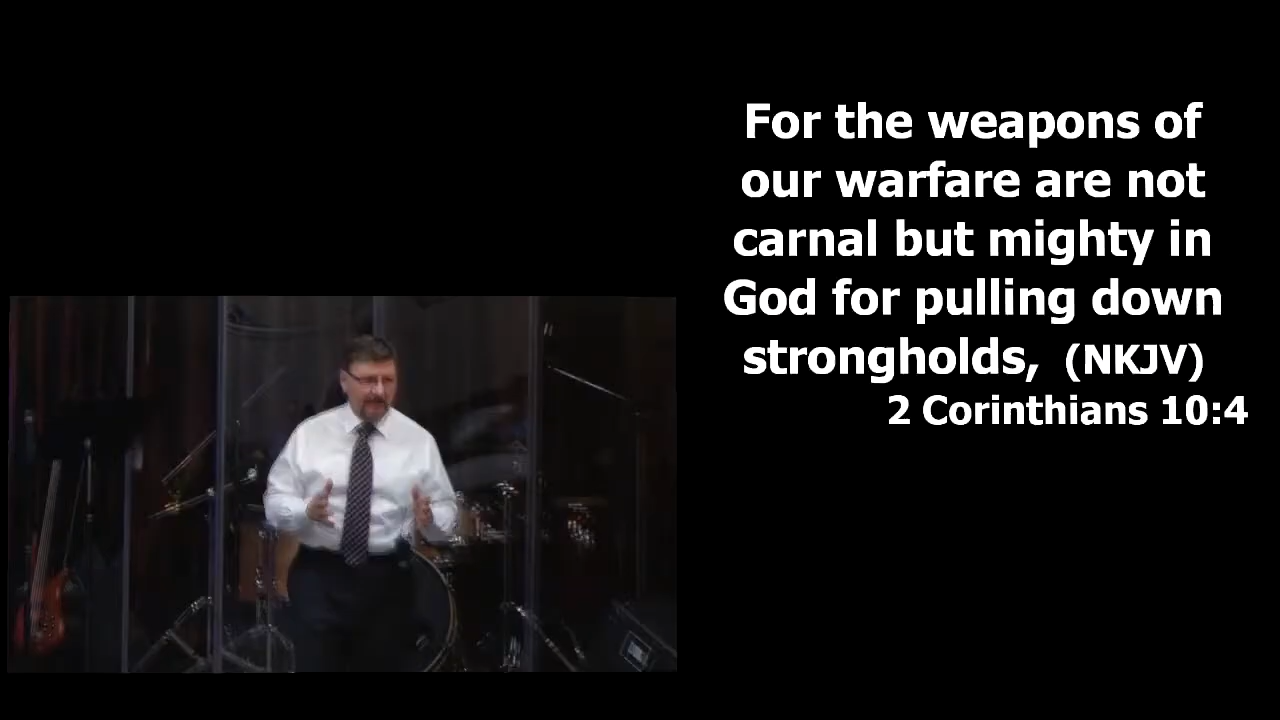 For the weapons of
our warfare are not
carnal but mighty in
God for pulling down
strongholds, (NKJV)
2 Corinthians 10:4